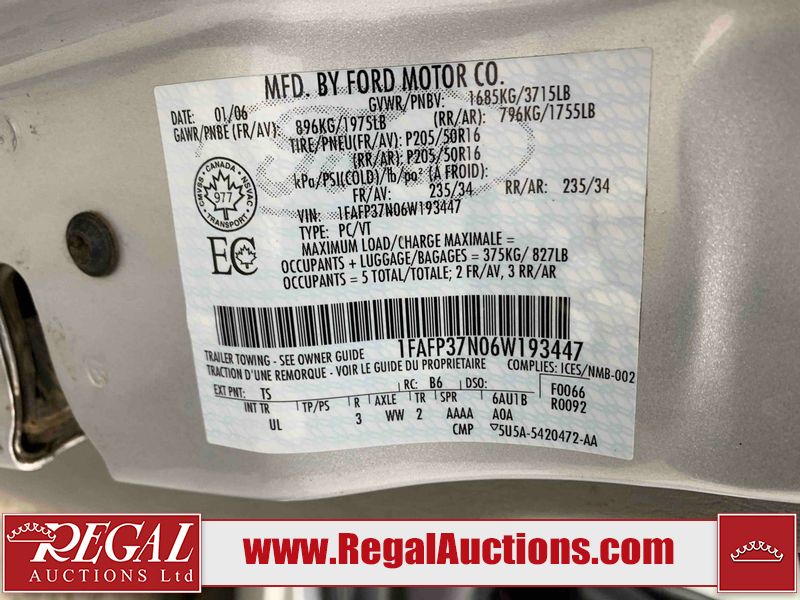 MFD. BY FORD MOTOR CO.
DATE: 01/06 GVWR/PNBV: 1685KG/3715LB
GAWR/PNBE (FR/AV): 896KG/1975LB (RR/AR): 796KG/1755LB
TIRE/PNEU(FR/AV): P205/50R16
(RR/AR): P205/50R16
kPa/PSI(COLD)/lb/po² (À FROID):
FR/AV: 235/34 RR/AR: 235/34
CMVSS • CANADA • NSVAC • TRANSPORT •
977
VIN: 1FAFP37N06W193447
TYPE: PC/VT
EC
MAXIMUM LOAD/CHARGE MAXIMALE =
OCCUPANTS + LUGGAGE/BAGAGES = 375KG/ 827LB
OCCUPANTS = 5 TOTAL/TOTALE; 2 FR/AV, 3 RR/AR
1FAFP37N06W193447
TRAILER TOWING - SEE OWNER GUIDE
TRACTION D'UNE REMORQUE - VOIR LE GUIDE DU PROPRIETAIRE COMPLIES: ICES/NMB-002
EXT PNT: TS RC: B6 DSO: F0066
INT TR TP/PS R AXLE TR SPR 6AU1B R0092
UL 3 WW 2 AAAA A0A
CMP ▽5U5A-5420472-AA
REGAL
AUCTIONS Ltd
www.RegalAuctions.com